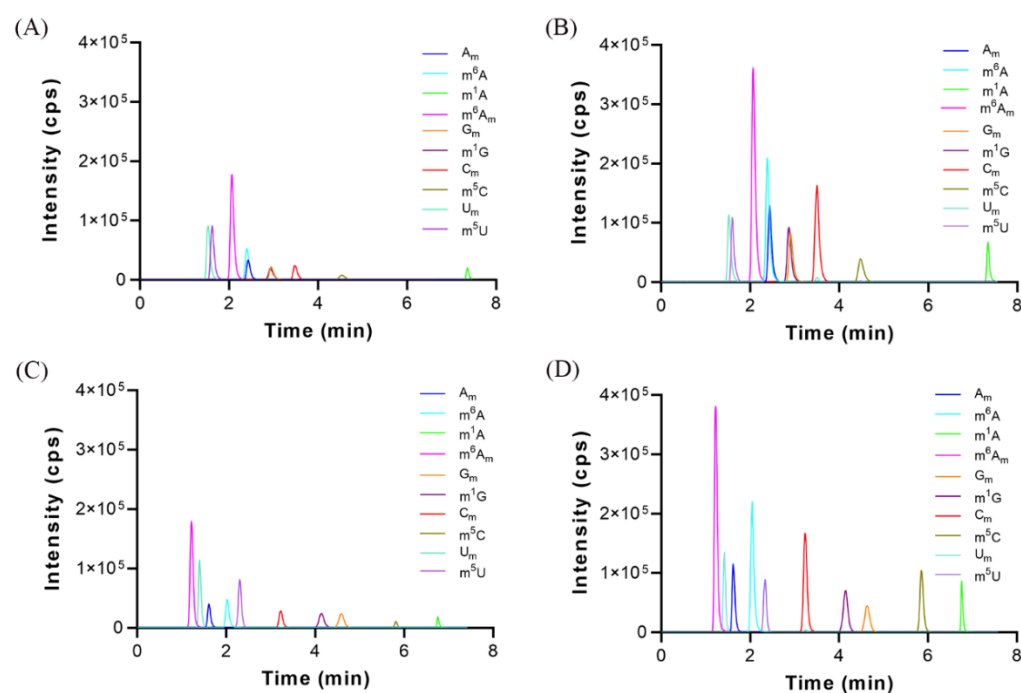 (A)
Intensity (cps)
4×10⁵
3×10⁵
2×10⁵
1×10⁵
0
0 2 4 6 8
Time (min)
Aₘ
m⁶A
m¹A
m⁶Aₘ
Gₘ
m¹G
Cₘ
m⁵C
Uₘ
m⁵U
(B)
Intensity (cps)
4×10⁵
3×10⁵
2×10⁵
1×10⁵
0
0 2 4 6 8
Time (min)
Aₘ
m⁶A
m¹A
m⁶Aₘ
Gₘ
m¹G
Cₘ
m⁵C
Uₘ
m⁵U
(C)
Intensity (cps)
4×10⁵
3×10⁵
2×10⁵
1×10⁵
0
0 2 4 6 8
Time (min)
Aₘ
m⁶A
m¹A
m⁶Aₘ
Gₘ
m¹G
Cₘ
m⁵C
Uₘ
m⁵U
(D)
Intensity (cps)
4×10⁵
3×10⁵
2×10⁵
1×10⁵
0
0 2 4 6 8
Time (min)
Aₘ
m⁶A
m¹A
m⁶Aₘ
Gₘ
m¹G
Cₘ
m⁵C
Uₘ
m⁵U